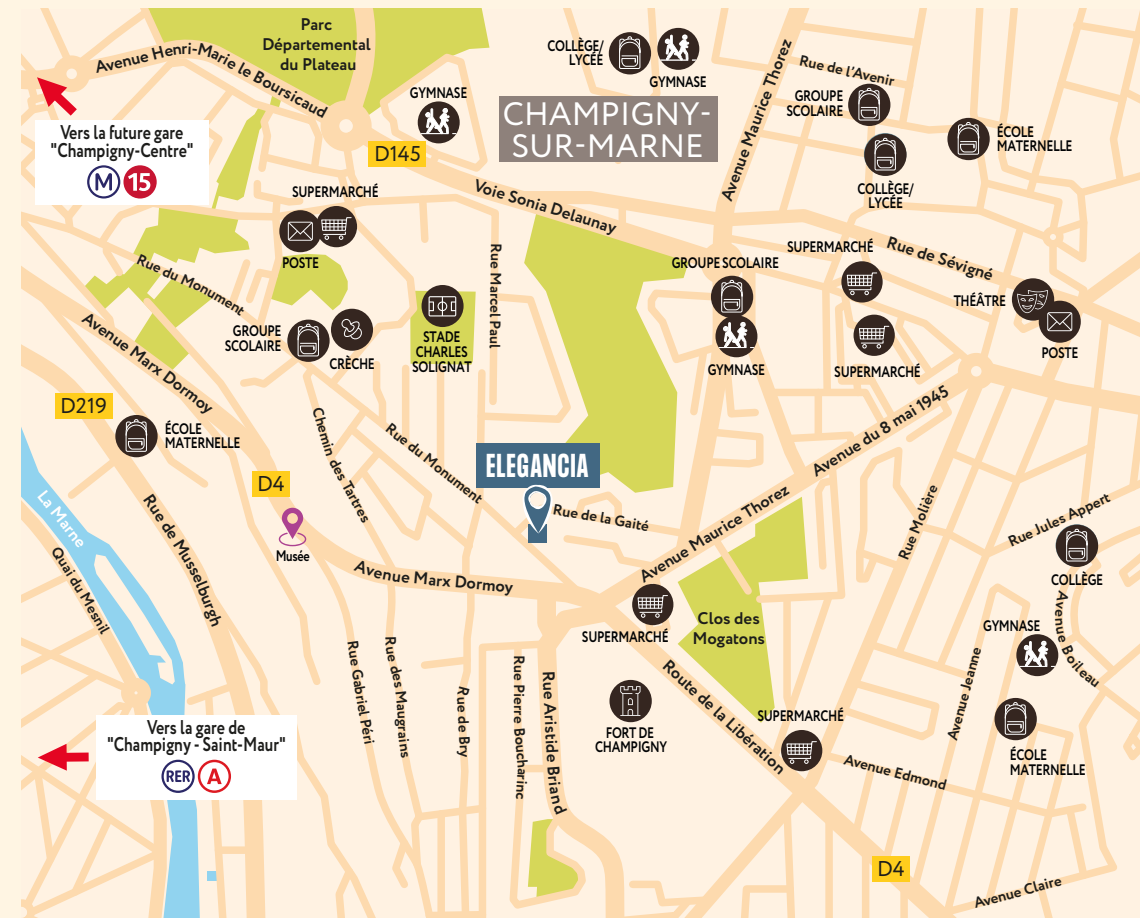 Parc
Départemental
du Plateau
Avenue Henri-Marie le Boursicaud
COLLÈGE/
LYCÉE
GYMNASE
Avenue Maurice Thorez
Rue de l'Avenir
GROUPE
SCOLAIRE
GYMNASE
CHAMPIGNY-
SUR-MARNE
COLLÈGE/
LYCÉE
ÉCOLE
MATERNELLE
Vers la future gare
"Champigny-Centre"
M 15
D145
SUPERMARCHÉ
POSTE
Voie Sonia Delaunay
Rue Marcel Paul
Rue du Monument
GROUPE SCOLAIRE
GYMNASE
SUPERMARCHÉ
SUPERMARCHÉ
Rue de Sévigné
THÉÂTRE
POSTE
GROUPE
SCOLAIRE
CRÈCHE
STADE
CHARLES
SOLIGNAT
Avenue Marx Dormoy
D219
ÉCOLE
MATERNELLE
Chemin des Tartres
Rue du Monument
ELEGANCIA
Rue de la Gaité
Avenue du 8 mai 1945
Avenue Maurice Thorez
Rue Molière
Rue Jules Appert
COLLÈGE
D4
Musée
La Marne
Quai du Mesnil
Rue de Musselburgh
Avenue Marx Dormoy
SUPERMARCHÉ
Clos des
Mogatons
GYMNASE
Avenue Boileau
Avenue Jeanne
ÉCOLE
MATERNELLE
Rue Gabriel Péri
Rue des Maugrains
Rue de Bry
Rue Pierre Boucharinc
Rue Aristide Briand
FORT DE
CHAMPIGNY
Route de la Libération
SUPERMARCHÉ
Avenue Edmond
Vers la gare de
"Champigny - Saint-Maur"
RER A
D4
Avenue Claire